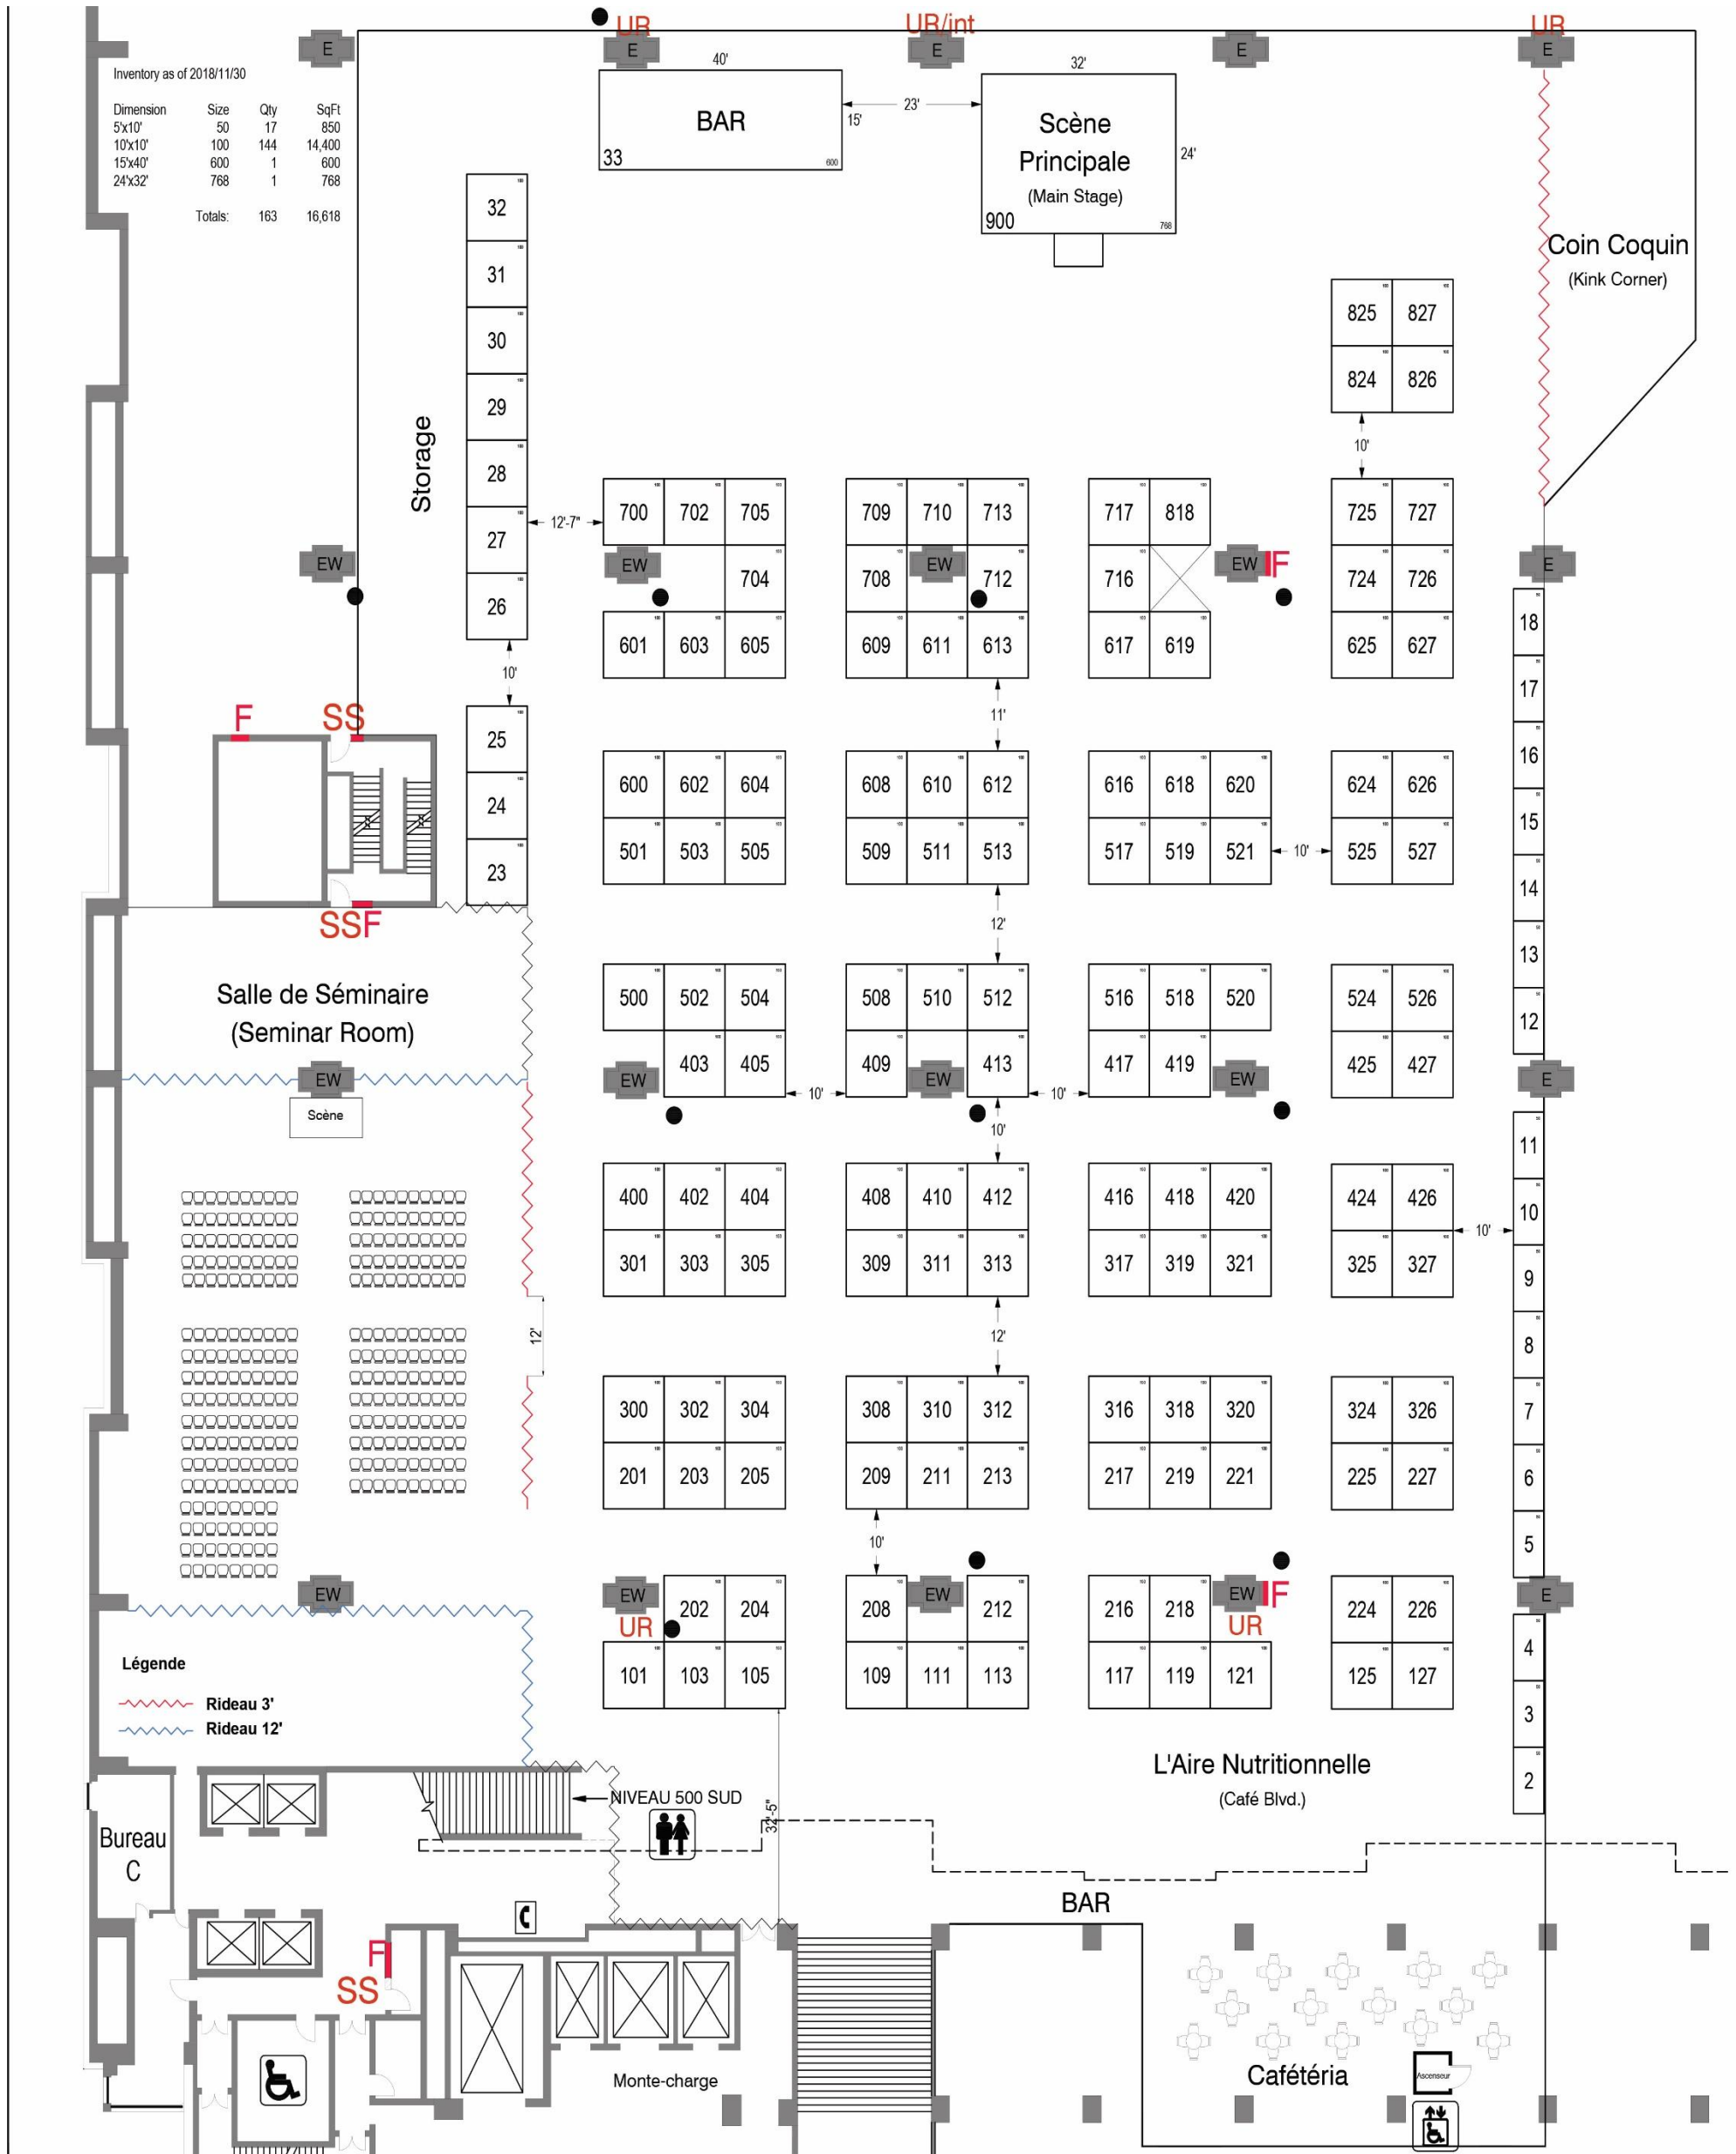 UR
UR/int
UR
E
E
E
E
E
Inventory as of 2018/11/30
Dimension Size Qty SqFt
5'x10' 50 17 850
10'x10' 100 144 14,400
15'x40' 600 1 600
24'x32' 768 1 768
Totals: 163 16,618
40'
BAR
33
600
15'
23'
32'
Scène
Principale
(Main Stage)
900
768
24'
Coin Coquin
(Kink Corner)
Storage
32
31
30
29
28
27
26
10'
25
24
23
825 827
824 826
10'
12'-7"
700 702 705
709 710 713
717 818
725 727
EW
EW
704
708
EW
712
716
EW
F
724 726
E
601 603 605
609 611 613
617 619
625 627
18
17
16
15
14
13
12
11'
F
SS
SSF
600 602 604
608 610 612
616 618 620
624 626
501 503 505
509 511 513
517 519 521
10'
525 527
12'
Salle de Séminaire
(Seminar Room)
EW
Scène
500 502 504
508 510 512
516 518 520
524 526
EW
403 405
10'
409
EW
413
10'
417 419
EW
425 427
E
10'
11
10
9
8
7
6
5
400 402 404
408 410 412
416 418 420
424 426
10'
301 303 305
309 311 313
317 319 321
325 327
12'
12'
300 302 304
308 310 312
316 318 320
324 326
201 203 205
209 211 213
217 219 221
225 227
10'
EW
EW
UR
202 204
208
EW
212
216 218
EW
F
UR
224 226
E
101 103 105
109 111 113
117 119 121
125 127
4
3
2
Légende
Rideau 3'
Rideau 12'
32'-5"
L'Aire Nutritionnelle
(Café Blvd.)
NIVEAU 500 SUD
Bureau
C
BAR
F
SS
Monte-charge
Cafétéria
Ascenseur